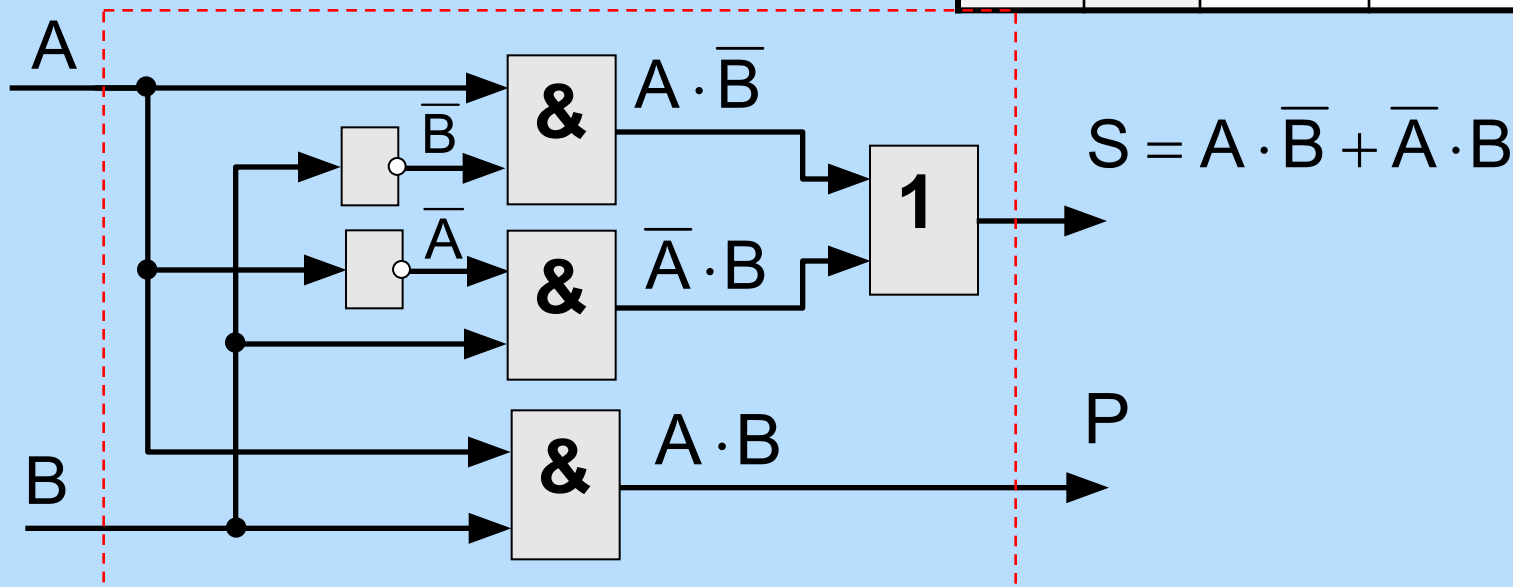 A
&
A · B̅
B̅
S = A · B̅ + A̅ · B
1
A̅
&
A̅ · B
P
A · B
&
B